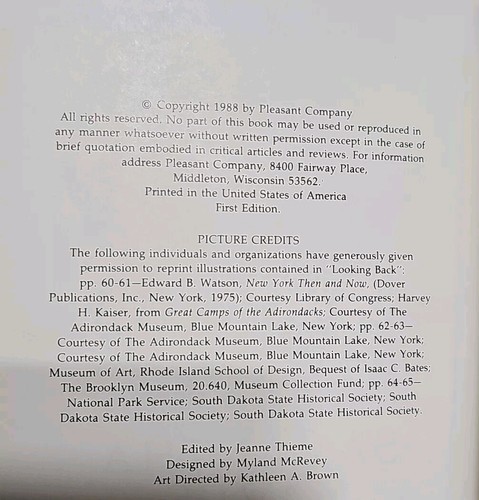 © Copyright 1988 by Pleasant Company
All rights reserved. No part of this book may be used or reproduced in
any manner whatsoever without written permission except in the case of
brief quotation embodied in critical articles and reviews. For information
address Pleasant Company, 8400 Fairway Place,
Middleton, Wisconsin 53562.
Printed in the United States of America
First Edition.
PICTURE CREDITS
The following individuals and organizations have generously given
permission to reprint illustrations contained in "Looking Back":
pp. 60-61—Edward B. Watson, New York Then and Now, (Dover
Publications, Inc., New York, 1975); Courtesy Library of Congress; Harvey
H. Kaiser, from Great Camps of the Adirondacks; Courtesy of The
Adirondack Museum, Blue Mountain Lake, New York; pp. 62-63—
Courtesy of The Adirondack Museum, Blue Mountain Lake, New York;
Courtesy of The Adirondack Museum, Blue Mountain Lake, New York;
Museum of Art, Rhode Island School of Design, Bequest of Isaac C. Bates;
The Brooklyn Museum, 20.640, Museum Collection Fund; pp. 64-65—
National Park Service; South Dakota State Historical Society; South
Dakota State Historical Society; South Dakota State Historical Society.
Edited by Jeanne Thieme
Designed by Myland McRevey
Art Directed by Kathleen A. Brown